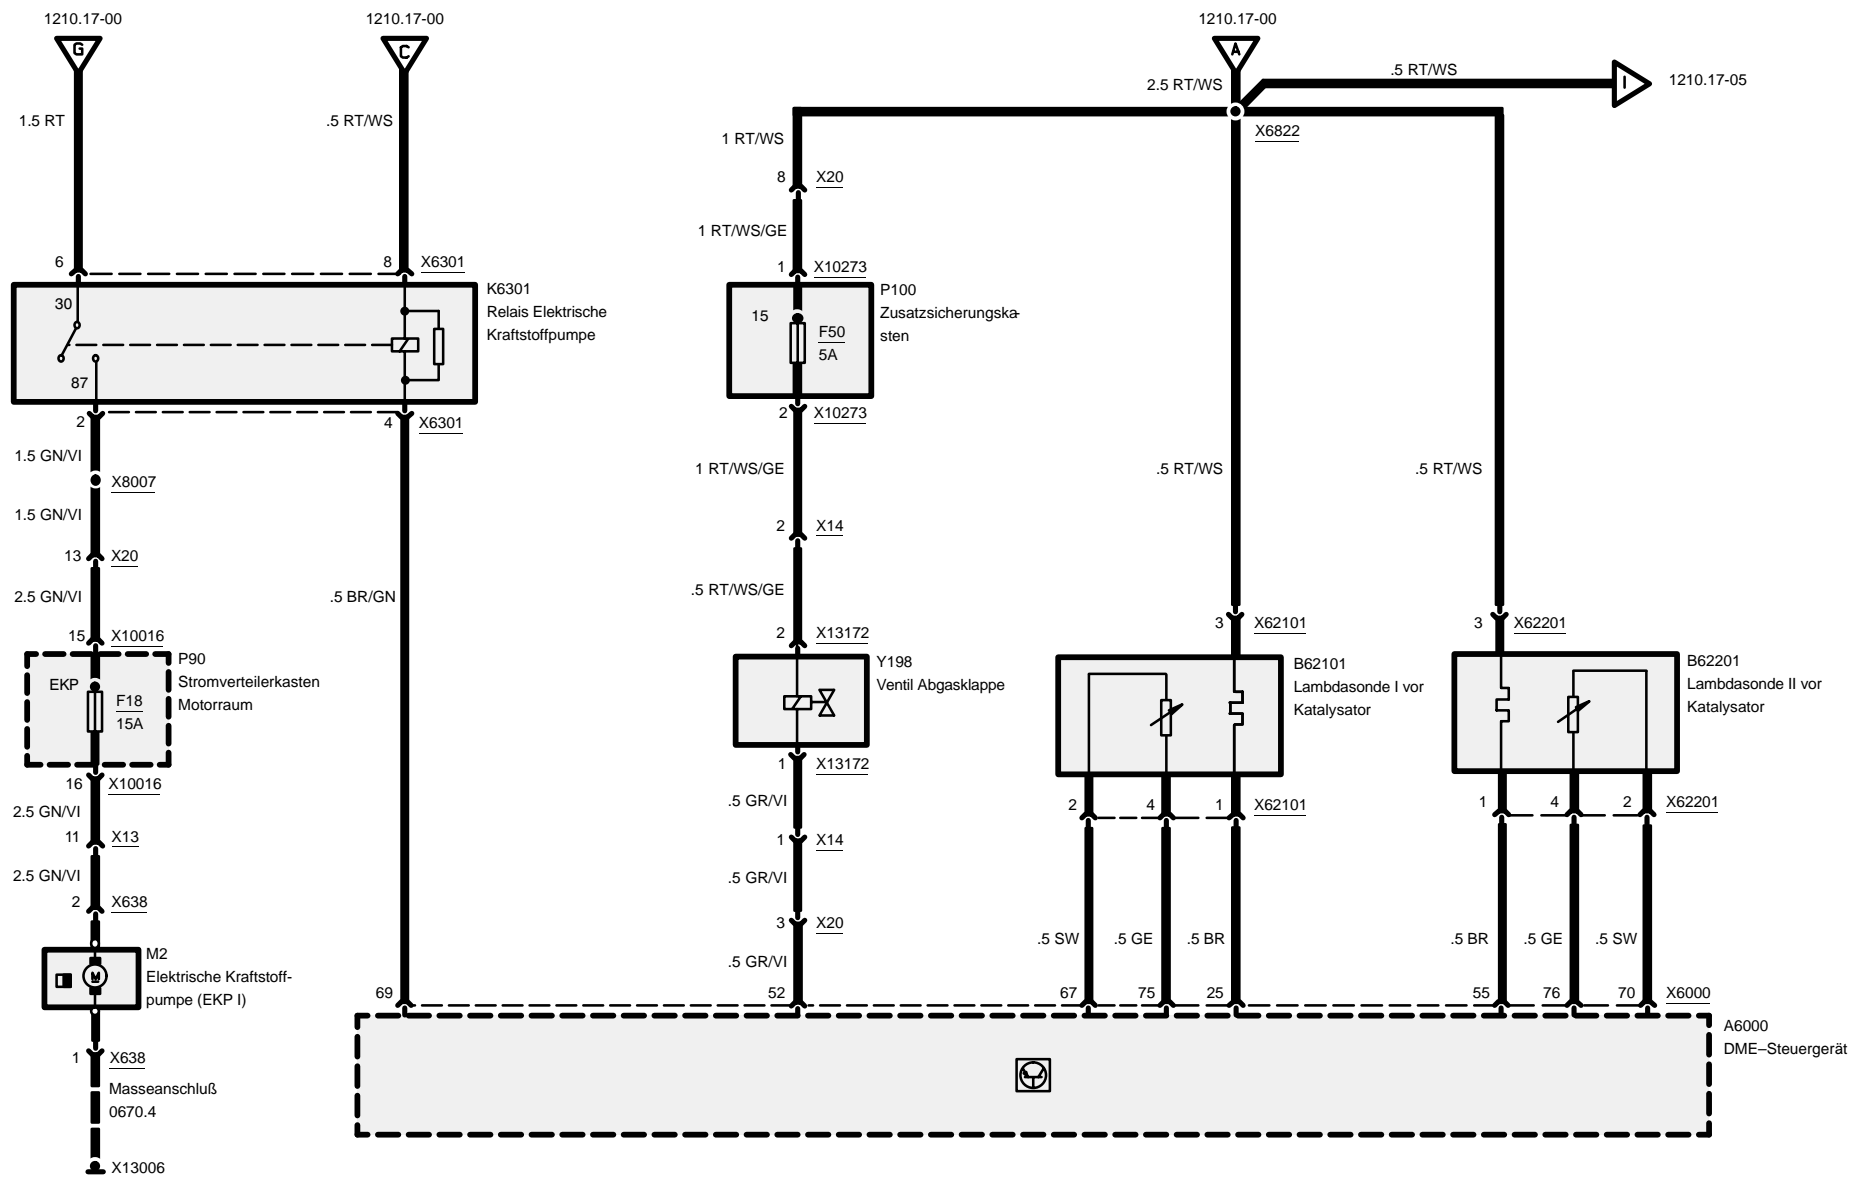 1210.17-00
1210.17-00
1210.17-00
G
C
A
.5 RT/WS
I
1210.17-05
2.5 RT/WS
1.5 RT
.5 RT/WS
X6822
1 RT/WS
8 X20
1 RT/WS/GE
6
8 X6301
1 X10273
K6301
Relais Elektrische
Kraftstoffpumpe
30
87
P100
Zusatzsicherungska-
sten
15
F50
5A
2
4 X6301
2 X10273
1.5 GN/VI
X8007
1.5 GN/VI
13 X20
2.5 GN/VI
.5 BR/GN
1 RT/WS/GE
2 X14
.5 RT/WS/GE
.5 RT/WS
.5 RT/WS
15 X10016
2 X13172
3 X62101
3 X62201
P90
Stromverteilerkasten
Motorraum
EKP
F18
15A
Y198
Ventil Abgasklappe
B62101
Lambdasonde I vor
Katalysator
B62201
Lambdasonde II vor
Katalysator
16 X10016
1 X13172
2.5 GN/VI
.5 GR/VI
2
4
1 X62101
1
4
2 X62201
11 X13
1 X14
2.5 GN/VI
.5 GR/VI
2 X638
3 X20
M2
Elektrische Kraftstoff-
pumpe (EKP I)
M
.5 GR/VI
.5 SW
.5 GE
.5 BR
.5 BR
.5 GE
.5 SW
69
52
67
75
25
55
76
70 X6000
A6000
DME–Steuergerät
1 X638
Masseanschluß
0670.4
X13006